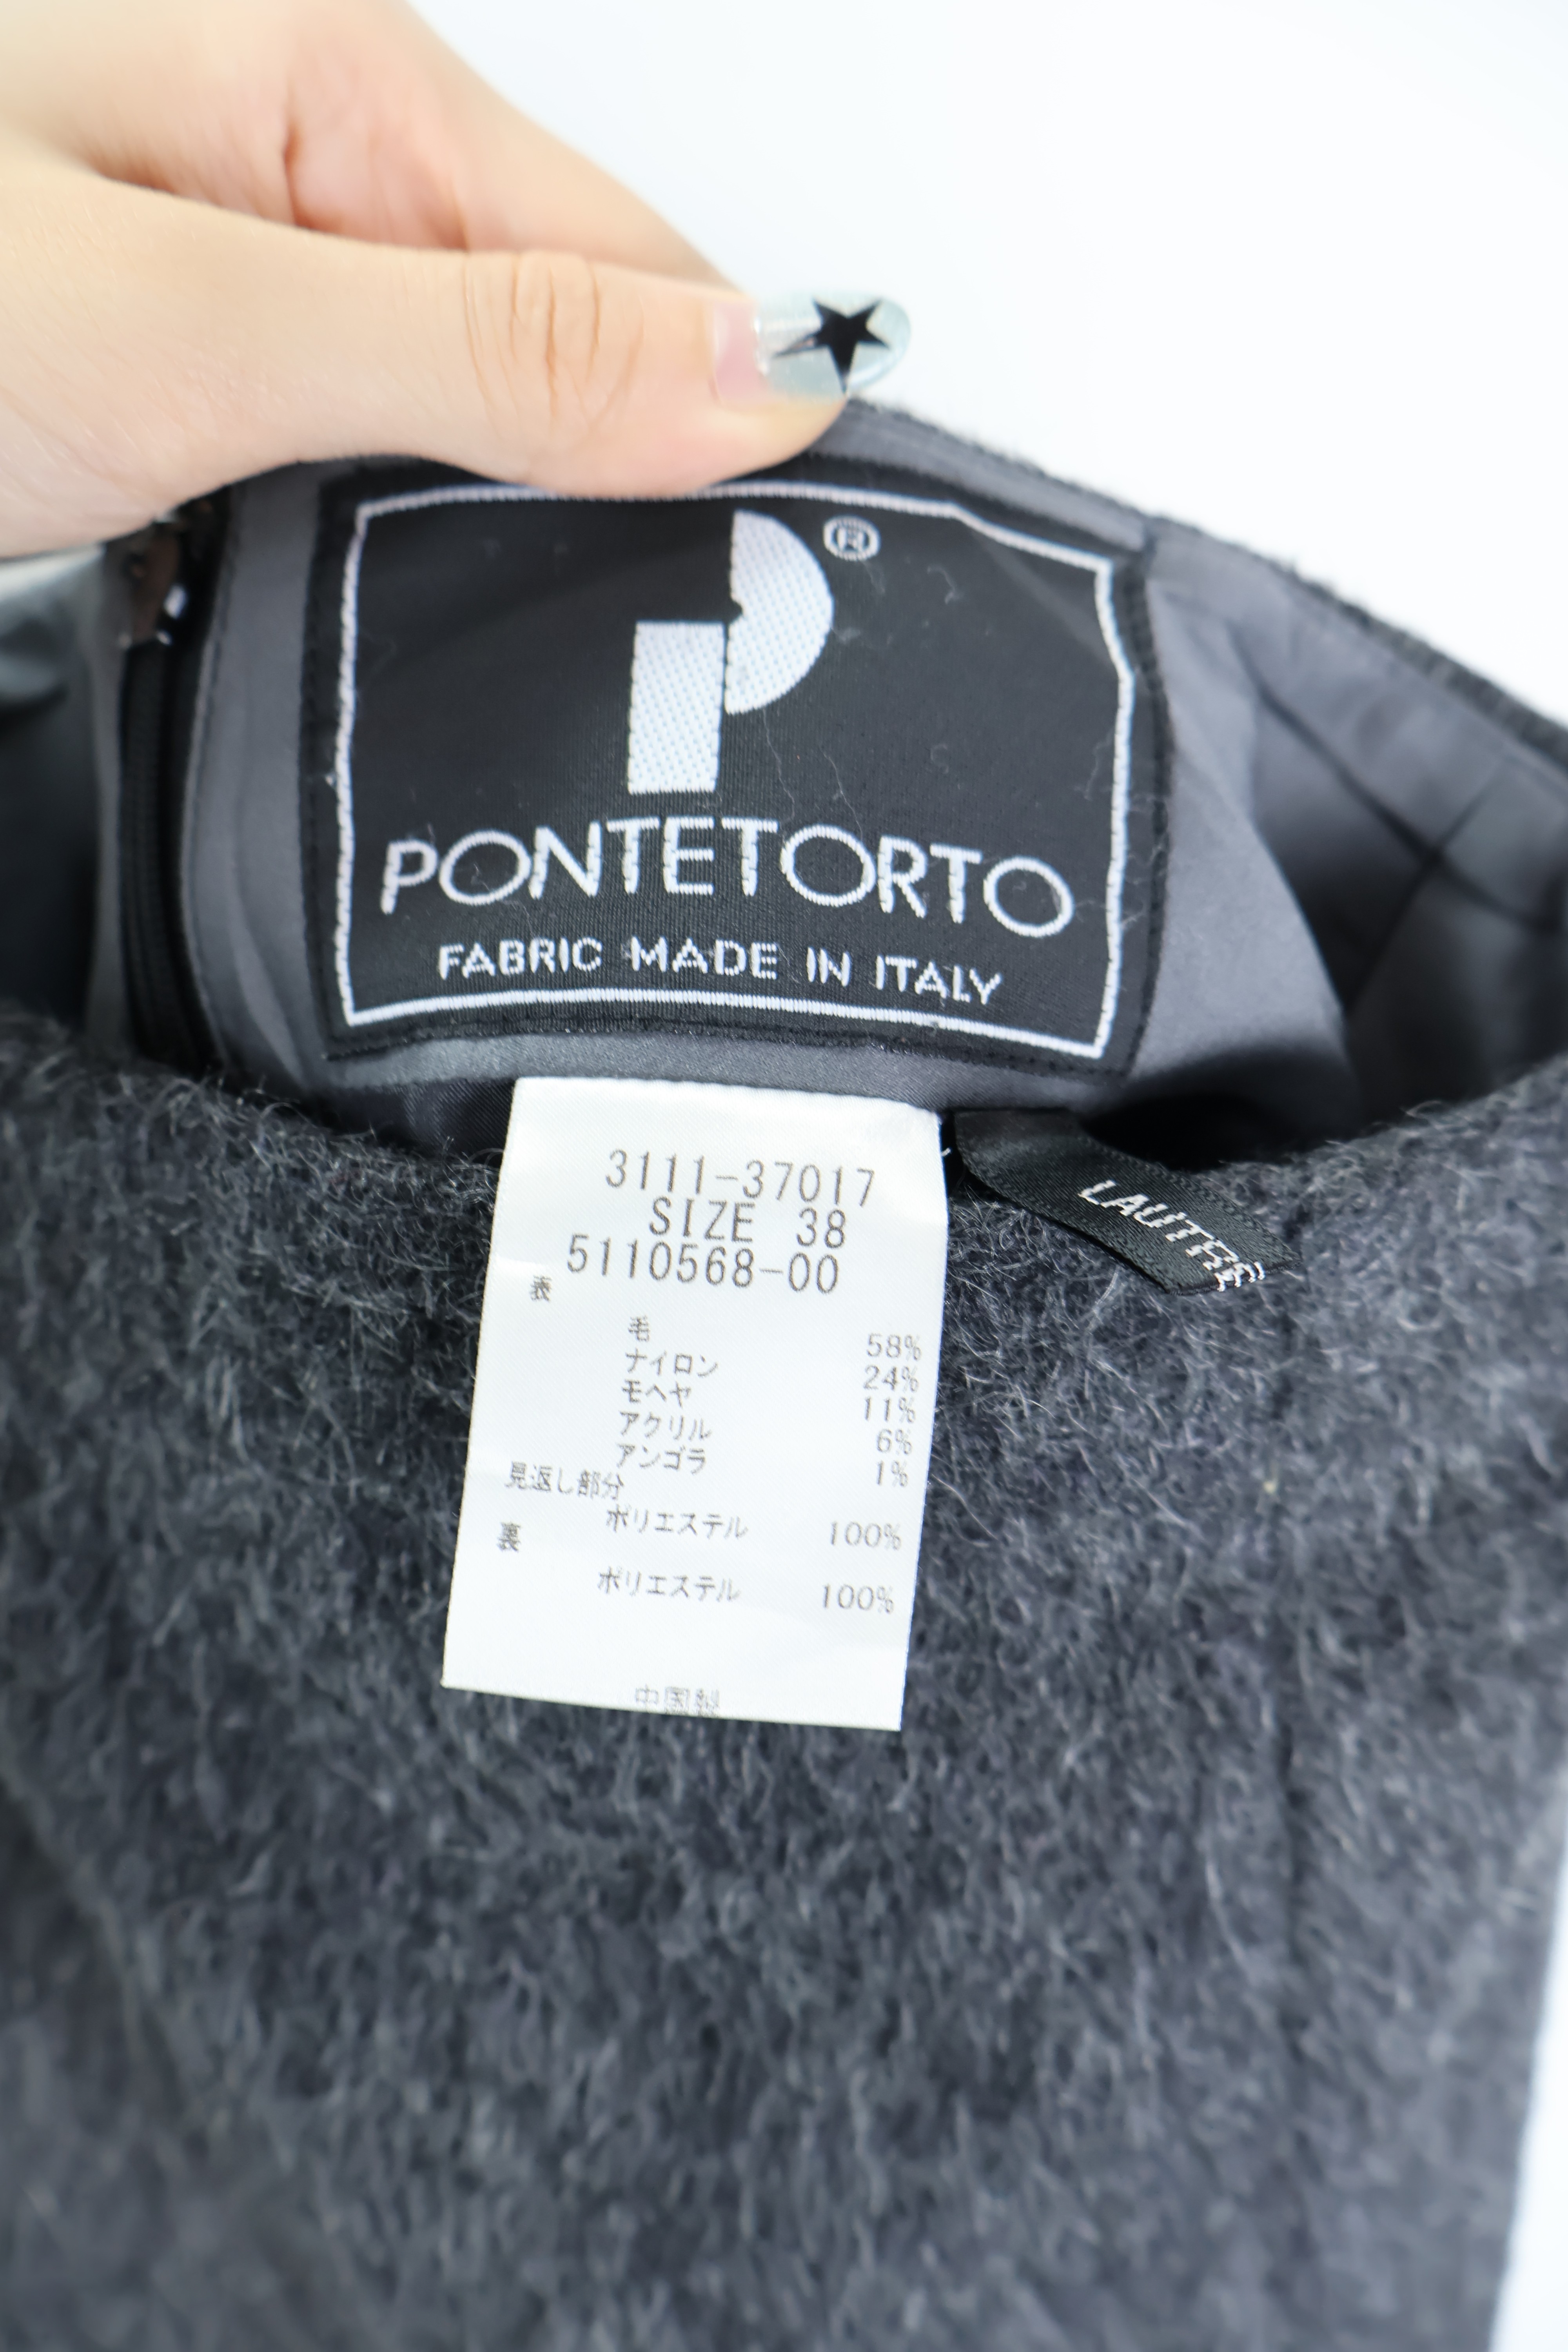 ®
PONTETORTO
FABRIC MADE IN ITALY
3111-37017
SIZE 38
5110568-00
表
毛 58%
ナイロン 24%
モヘヤ 11%
アクリル 6%
アンゴラ 1%
見返し部分
ポリエステル 100%
裏
ポリエステル 100%
中国製
LAUTRE